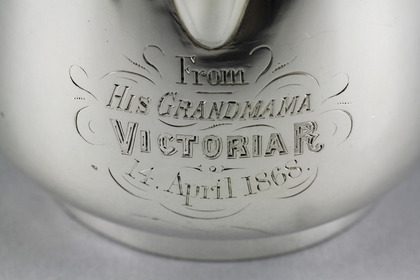 From
HIS GRANDMAMA
VICTORIA R
14. April 1868.